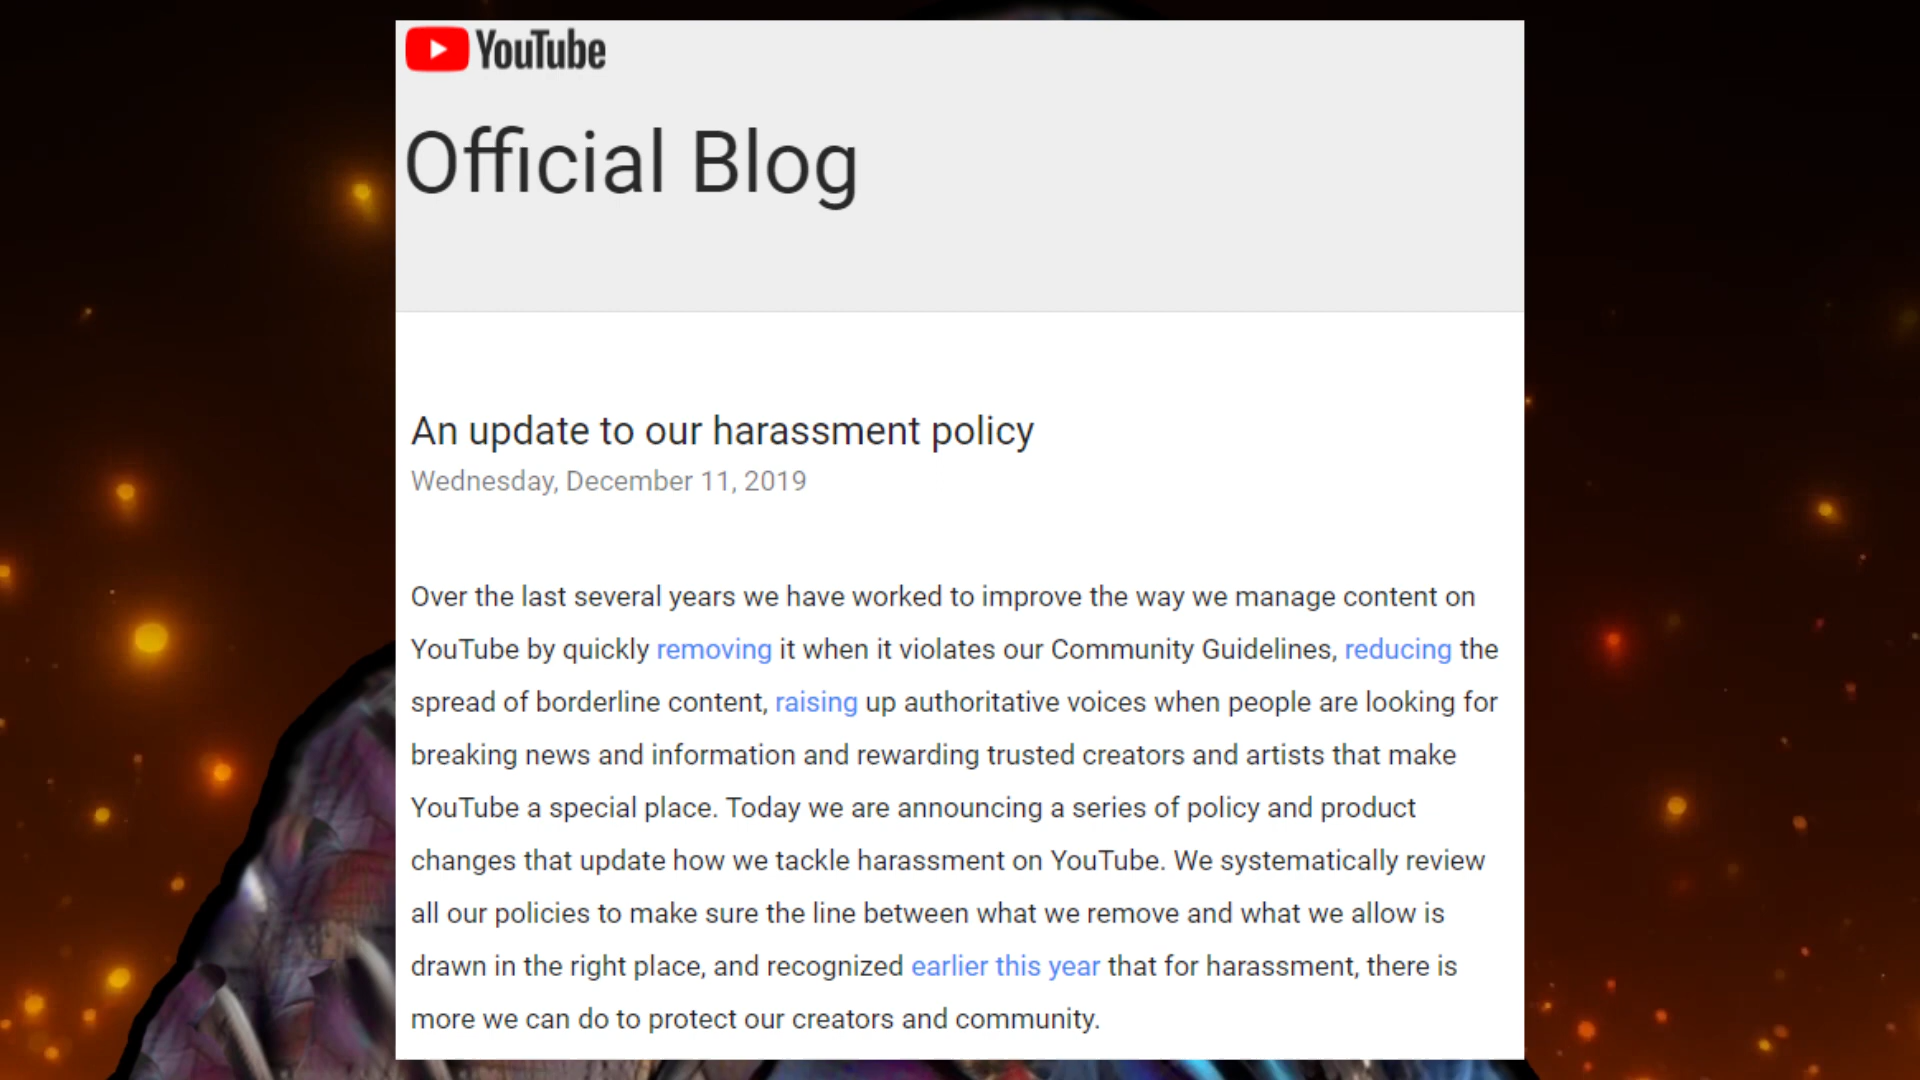 YouTube
Official Blog
An update to our harassment policy
Wednesday, December 11, 2019
Over the last several years we have worked to improve the way we manage content on
YouTube by quickly removing it when it violates our Community Guidelines, reducing the
spread of borderline content, raising up authoritative voices when people are looking for
breaking news and information and rewarding trusted creators and artists that make
YouTube a special place. Today we are announcing a series of policy and product
changes that update how we tackle harassment on YouTube. We systematically review
all our policies to make sure the line between what we remove and what we allow is
drawn in the right place, and recognized earlier this year that for harassment, there is
more we can do to protect our creators and community.